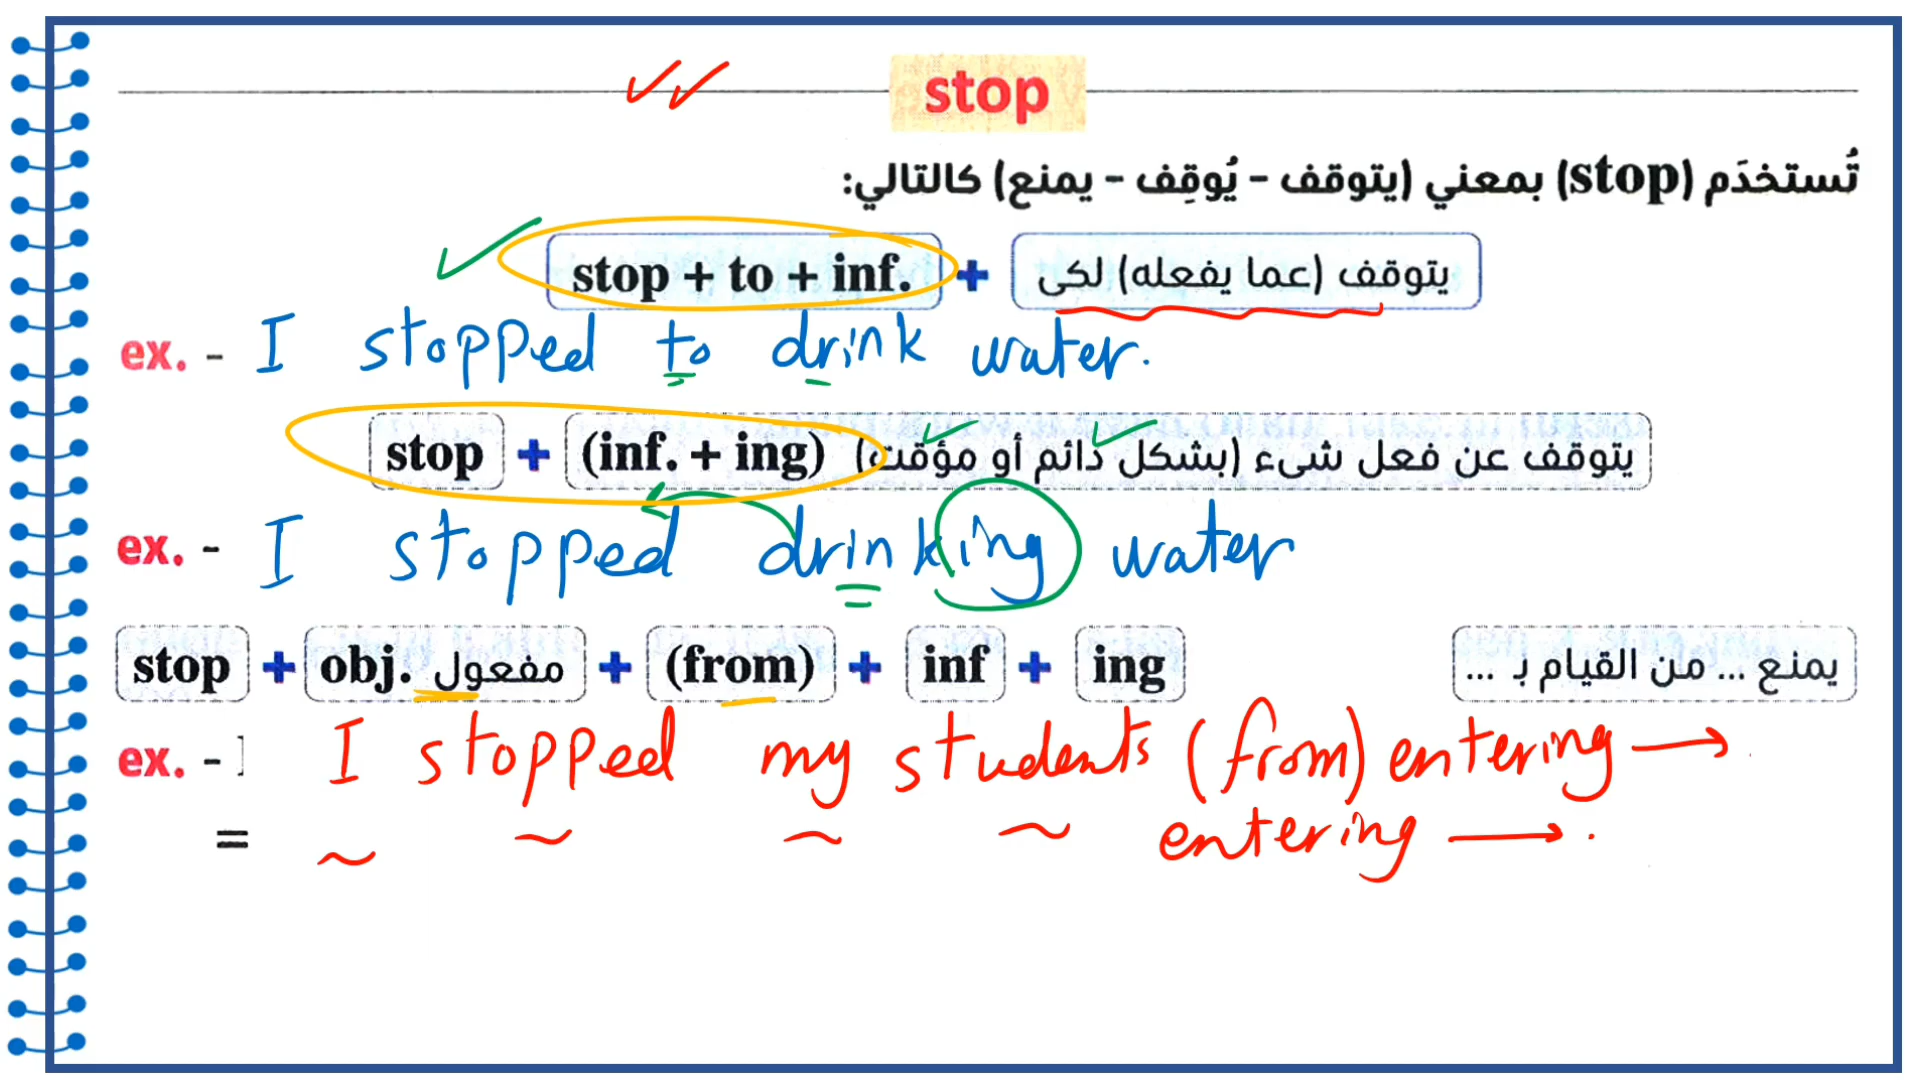 stop
تُستخدَم (stop) بمعني (يتوقف - يُوقِف - يمنع) كالتالي:
stop + to + inf. + يتوقف (عما يفعله) لكى
ex. - I stopped to drink water.
stop + (inf. + ing) يتوقف عن فعل شىء (بشكل دائم أو مؤقت)
ex. - I stopped drinking water
stop + obj. مفعول + (from) + inf + ing يمنع ... من القيام بـ ...
ex. - I stopped my students (from) entering →.
= ~ ~ ~ ~ entering →.